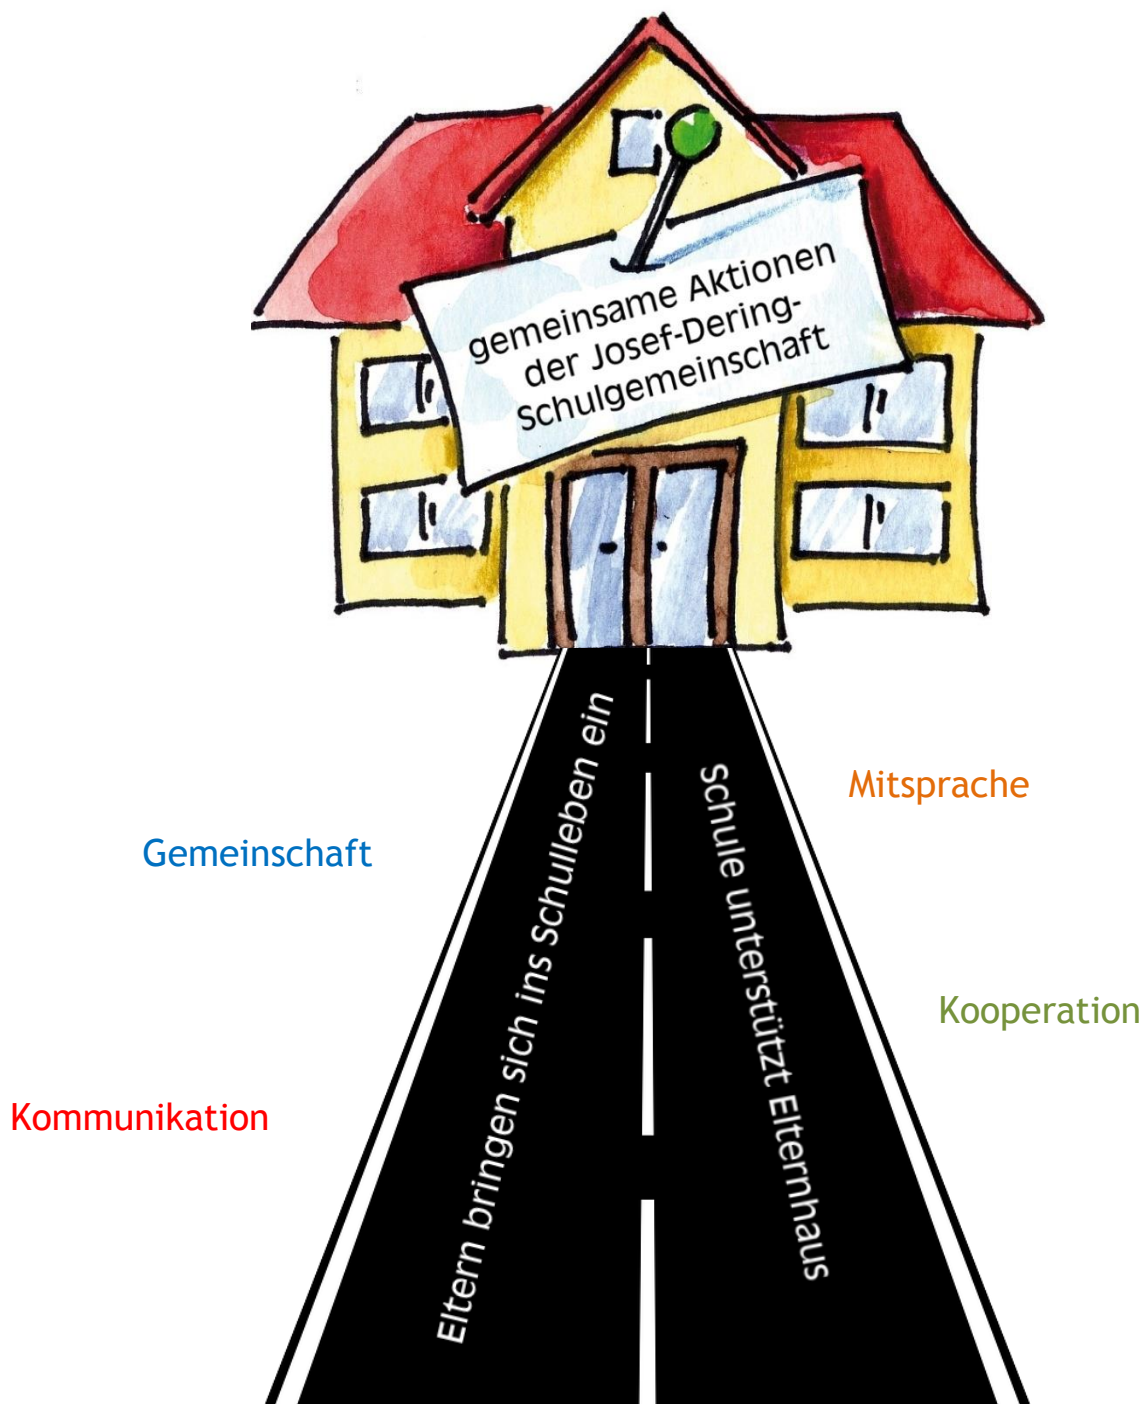 gemeinsame Aktionen
der Josef-Dering-
Schulgemeinschaft
Eltern bringen sich ins Schulleben ein
Schule unterstützt Elternhaus
Mitsprache
Gemeinschaft
Kooperation
Kommunikation